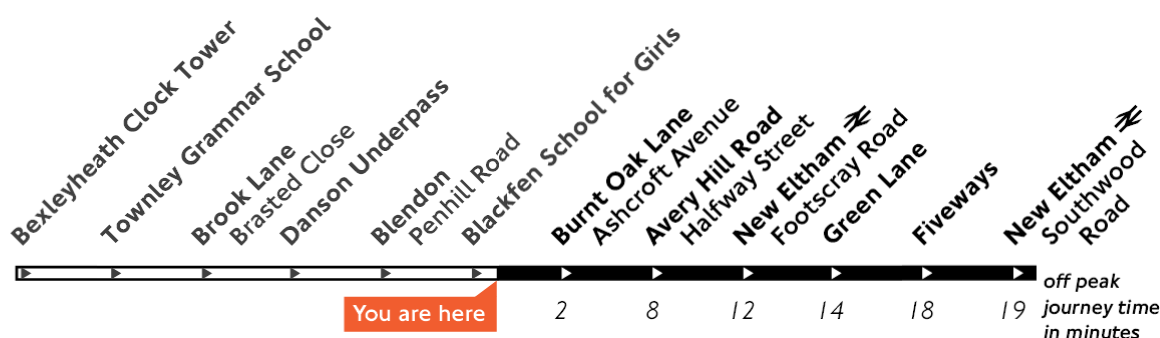 Bexleyheath Clock Tower
Townley Grammar School
Brook Lane
Brasted Close
Danson Underpass
Blendon
Penhill Road
Blackfen School for Girls
Burnt Oak Lane
Ashcroft Avenue
Avery Hill Road
Halfway Street
New Eltham
Footscray Road
Green Lane
Fiveways
New Eltham
Southwood
Road
You are here
2 8 12 14 18 19
off peak
journey time
in minutes